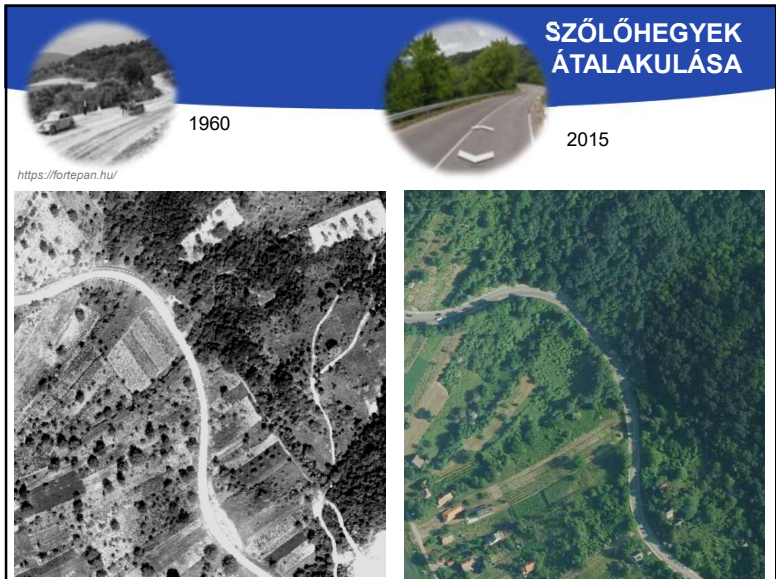 SZŐLŐHEGYEK
ÁTALAKULÁSA
1960
2015
https://fortepan.hu/